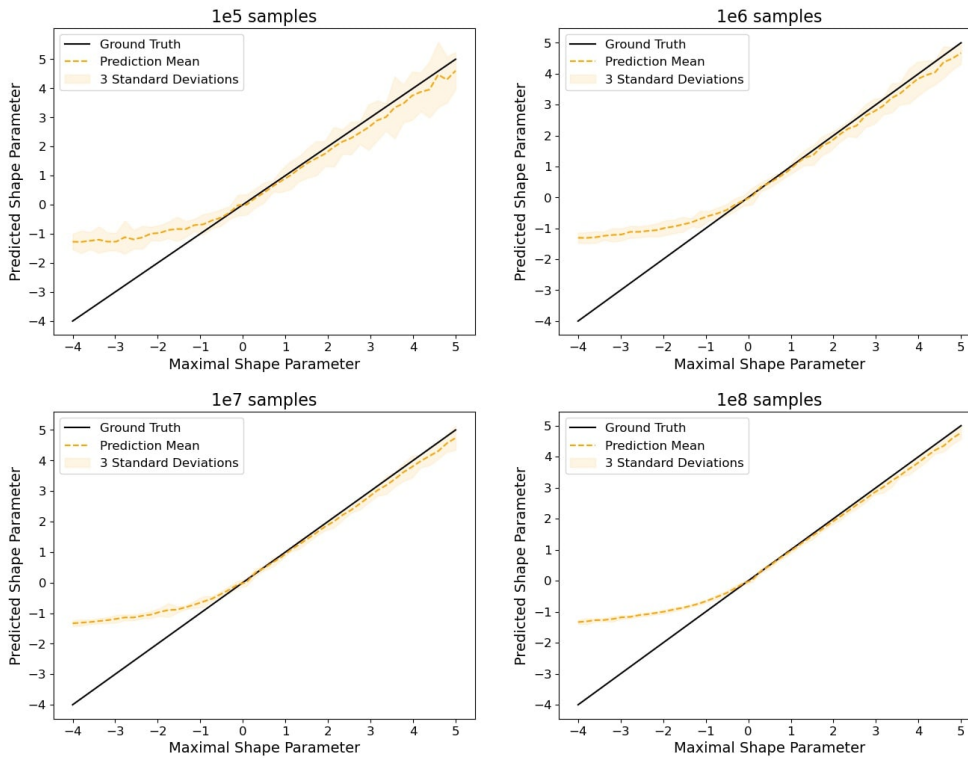 1e5 samples
Ground Truth
Prediction Mean
3 Standard Deviations
Predicted Shape Parameter
5
4
3
2
1
0
−1
−2
−3
−4
−4 −3 −2 −1 0 1 2 3 4 5
Maximal Shape Parameter
1e6 samples
Ground Truth
Prediction Mean
3 Standard Deviations
Predicted Shape Parameter
5
4
3
2
1
0
−1
−2
−3
−4
−4 −3 −2 −1 0 1 2 3 4 5
Maximal Shape Parameter
1e7 samples
Ground Truth
Prediction Mean
3 Standard Deviations
Predicted Shape Parameter
5
4
3
2
1
0
−1
−2
−3
−4
−4 −3 −2 −1 0 1 2 3 4 5
Maximal Shape Parameter
1e8 samples
Ground Truth
Prediction Mean
3 Standard Deviations
Predicted Shape Parameter
5
4
3
2
1
0
−1
−2
−3
−4
−4 −3 −2 −1 0 1 2 3 4 5
Maximal Shape Parameter